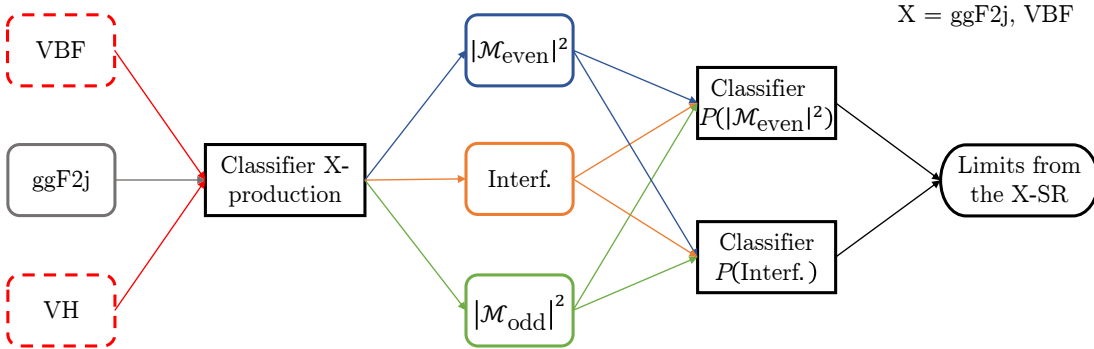 X = ggF2j, VBF
VBF
ggF2j
VH
Classifier X-
production
|ℳeven|²
Interf.
|ℳodd|²
Classifier
P(|ℳeven|²)
Classifier
P(Interf.)
Limits from
the X-SR